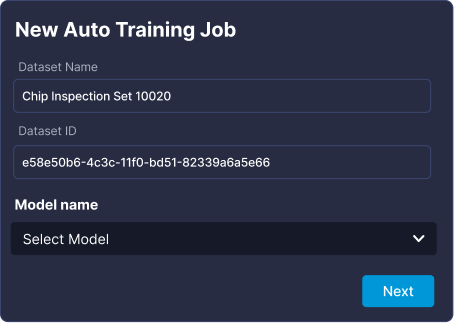 New Auto Training Job
Dataset Name
Chip Inspection Set 10020
Dataset ID
e58e50b6-4c3c-11f0-bd51-82339a6a5e66
Model name
Select Model
Next